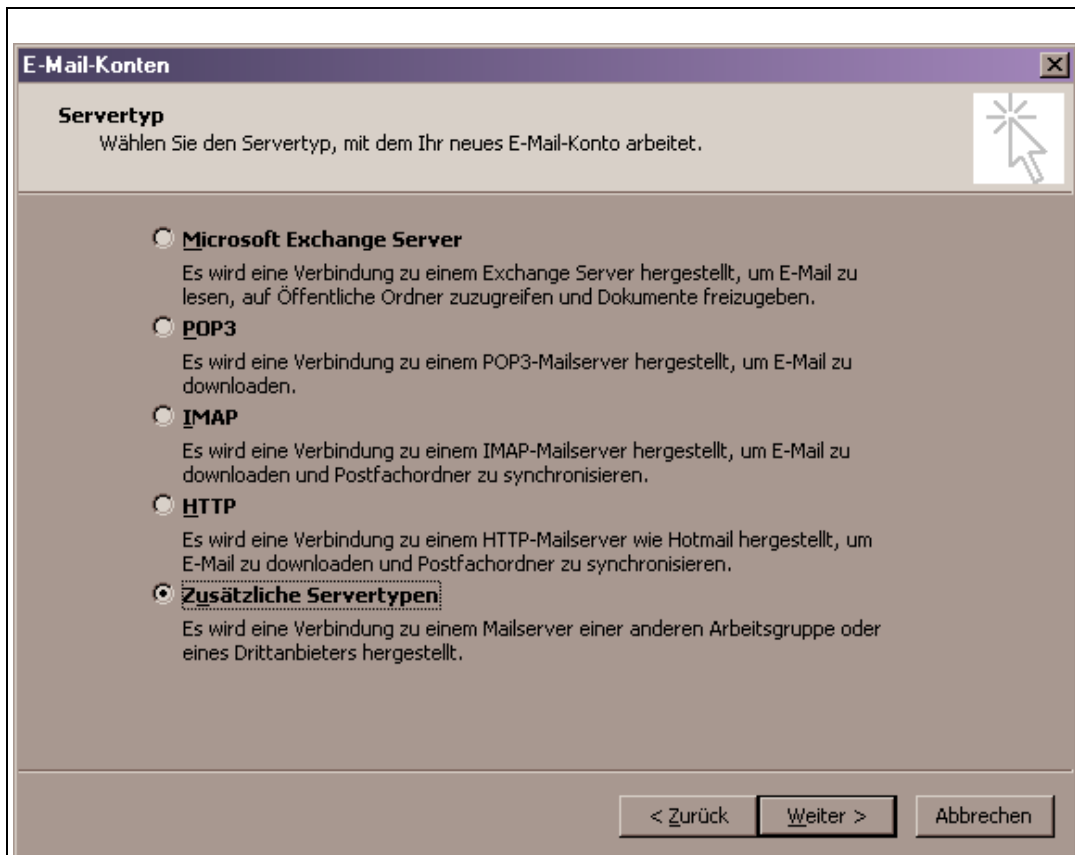 E-Mail-Konten
Servertyp
Wählen Sie den Servertyp, mit dem Ihr neues E-Mail-Konto arbeitet.
Microsoft Exchange Server
Es wird eine Verbindung zu einem Exchange Server hergestellt, um E-Mail zu
lesen, auf Öffentliche Ordner zuzugreifen und Dokumente freizugeben.
POP3
Es wird eine Verbindung zu einem POP3-Mailserver hergestellt, um E-Mail zu
downloaden.
IMAP
Es wird eine Verbindung zu einem IMAP-Mailserver hergestellt, um E-Mail zu
downloaden und Postfachordner zu synchronisieren.
HTTP
Es wird eine Verbindung zu einem HTTP-Mailserver wie Hotmail hergestellt, um
E-Mail zu downloaden und Postfachordner zu synchronisieren.
Zusätzliche Servertypen
Es wird eine Verbindung zu einem Mailserver einer anderen Arbeitsgruppe oder
eines Drittanbieters hergestellt.
< Zurück
Weiter >
Abbrechen